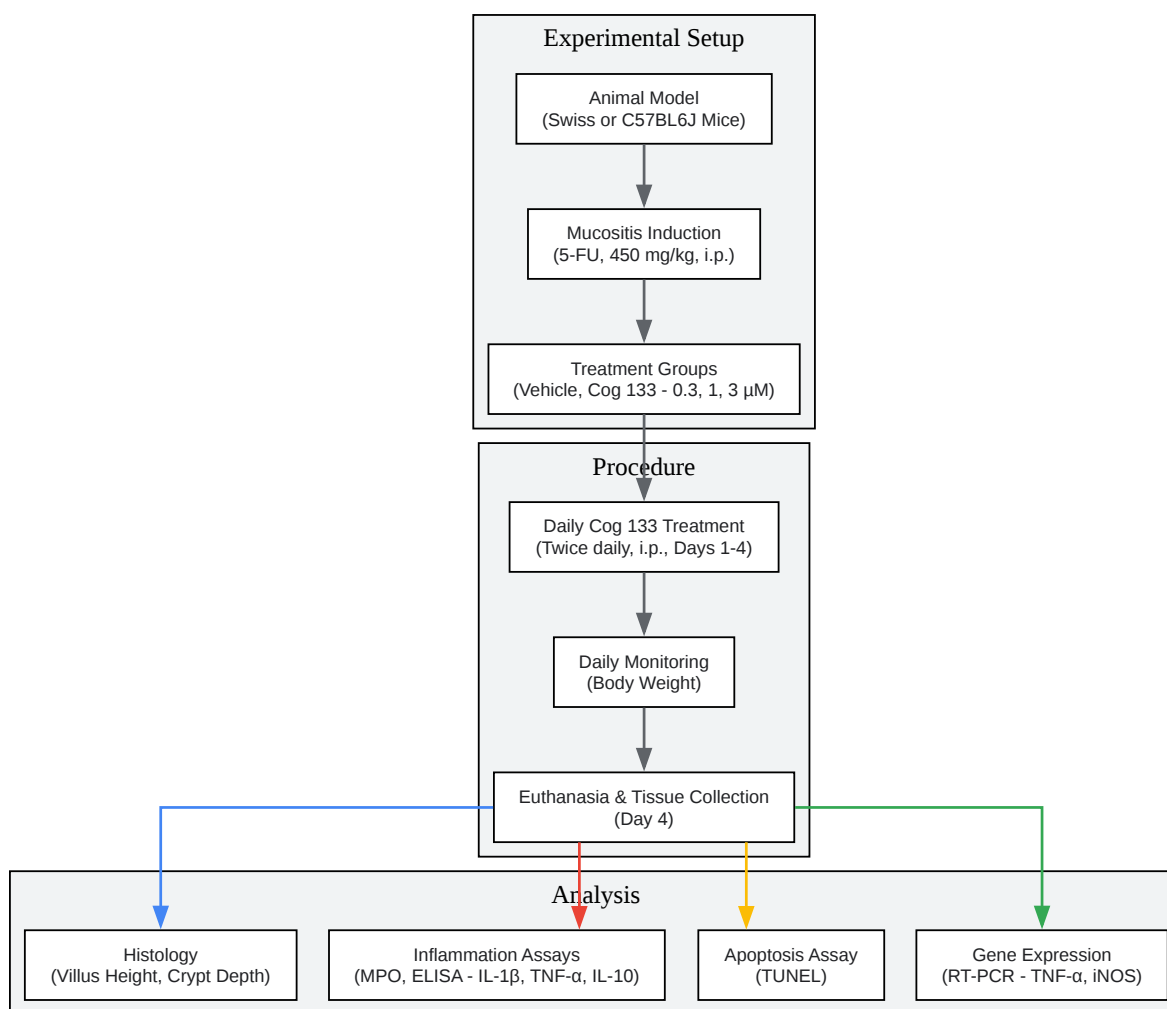 Experimental Setup
Animal Model
(Swiss or C57BL6J Mice)
Mucositis Induction
(5-FU, 450 mg/kg, i.p.)
Treatment Groups
(Vehicle, Cog 133 - 0.3, 1, 3 µM)
Procedure
Daily Cog 133 Treatment
(Twice daily, i.p., Days 1-4)
Daily Monitoring
(Body Weight)
Euthanasia & Tissue Collection
(Day 4)
Analysis
Histology
(Villus Height, Crypt Depth)
Inflammation Assays
(MPO, ELISA - IL-1β, TNF-α, IL-10)
Apoptosis Assay
(TUNEL)
Gene Expression
(RT-PCR - TNF-α, iNOS)